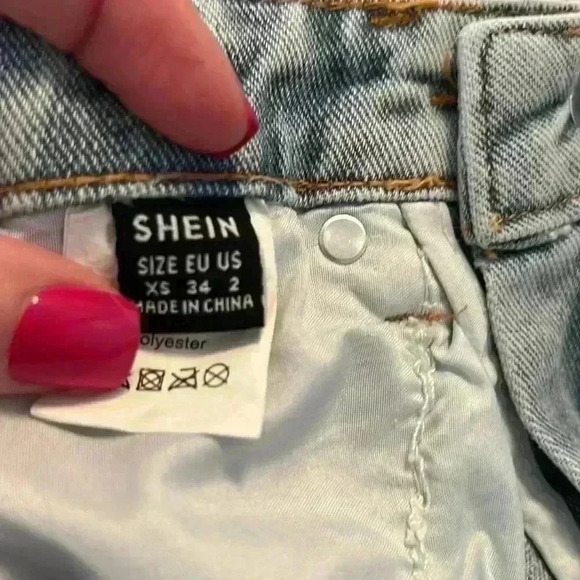 SHEIN
SIZE EU US
XS 34 2
MADE IN CHINA
olyester